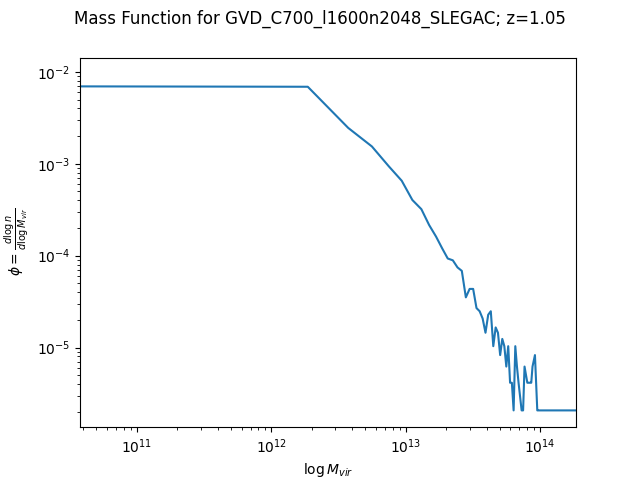 Mass Function for GVD_C700_l1600n2048_SLEGAC; z=1.05
10⁻²
10⁻³
10⁻⁴
10⁻⁵
ϕ = d log n / d log M_vir
10¹¹
10¹²
10¹³
10¹⁴
log M_vir